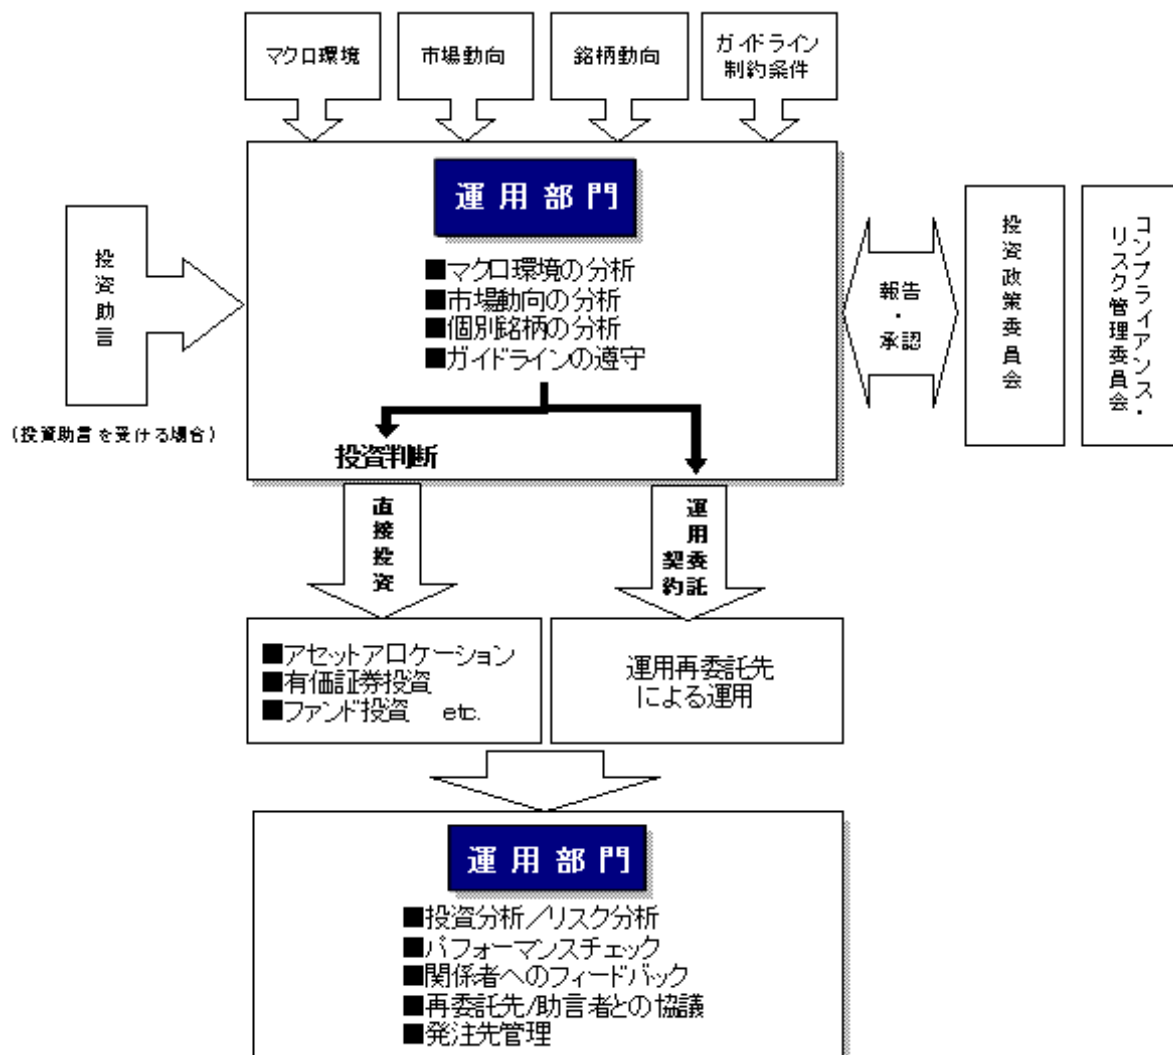 マクロ環境
市場動向
銘柄動向
ガイドライン
制約条件
運用部門
■マクロ環境の分析
■市場動向の分析
■個別銘柄の分析
■ガイドラインの遵守
投資助言
(投資助言を受ける場合)
報告
・
承認
投資政策委員会
コンプライアンス・
リスク管理委員会
投資判断
直接投資
運用委託
契約
■アセットアロケーション
■有価証券投資
■ファンド投資 etc.
運用再委託先
による運用
運用部門
■投資分析/リスク分析
■パフォーマンスチェック
■関係者へのフィードバック
■再委託先/助言者との協議
■発注先管理